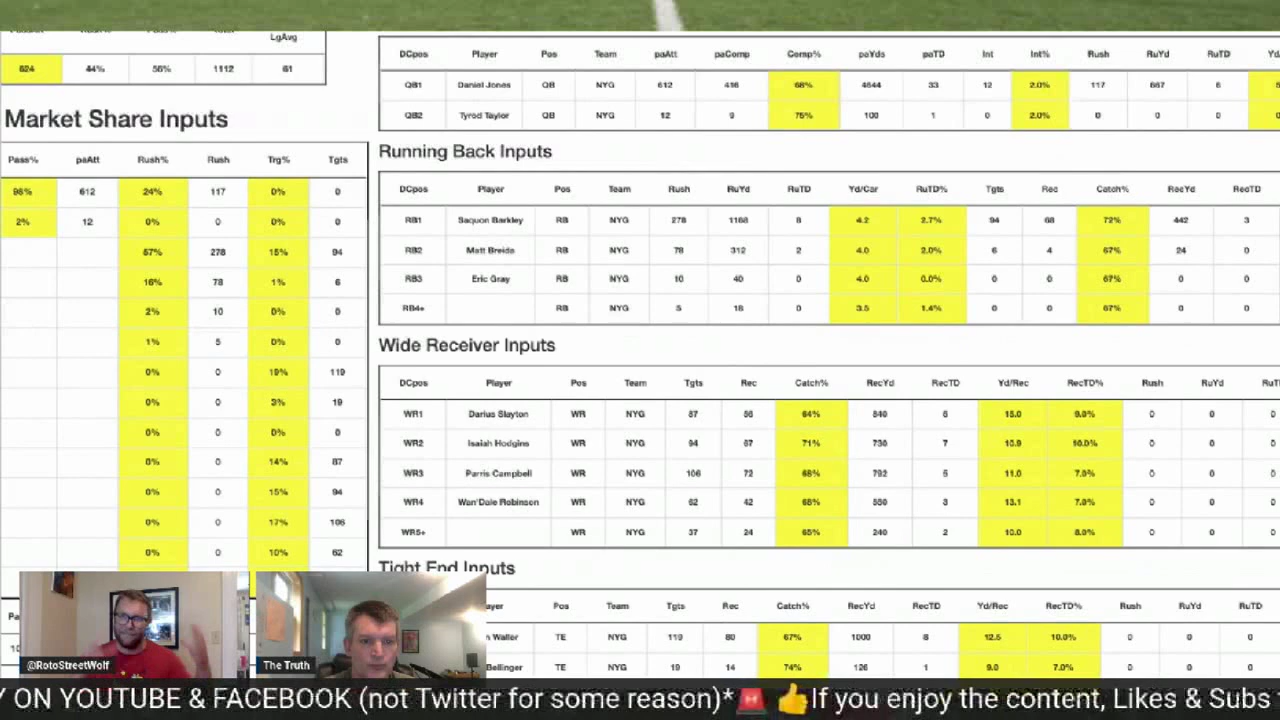 LgAvg
624 44% 56% 1112 61
Market Share Inputs
Pass% paAtt Rush% Rush Trg% Tgts
98% 612 24% 117 0% 0
2% 12 0% 0 0% 0
57% 278 15% 94
16% 78 1% 6
2% 10 0% 0
1% 5 0% 0
0% 0 19% 119
0% 0 3% 19
0% 0 0% 0
0% 0 14% 87
0% 0 15% 94
0% 0 17% 106
0% 0 10% 62
DCpos Player Pos Team paAtt paComp Comp% paYds paTD Int Int% Rush RuYd RuTD
QB1 Daniel Jones QB NYG 612 416 68% 4644 33 12 2.0% 117 667 6
QB2 Tyrod Taylor QB NYG 12 9 75% 100 1 0 2.0% 0 0 0
Running Back Inputs
DCpos Player Pos Team Rush RuYd RuTD Yd/Car RuTD% Tgts Rec Catch% RecYd RecTD
RB1 Saquon Barkley RB NYG 278 1168 8 4.2 2.7% 94 68 72% 442 3
RB2 Matt Breida RB NYG 78 312 2 4.0 2.0% 6 4 67% 24 0
RB3 Eric Gray RB NYG 10 40 0 4.0 0.0% 0 0 67% 0 0
RB4+ RB NYG 5 18 0 3.5 1.4% 0 0 67% 0 0
Wide Receiver Inputs
DCpos Player Pos Team Tgts Rec Catch% RecYd RecTD Yd/Rec RecTD% Rush RuYd
WR1 Darius Slayton WR NYG 87 56 64% 840 15.0 9.0% 0 0 0
WR2 Isaiah Hodgins WR NYG 94 67 71% 730 7 10.9 10.0% 0 0 0
WR3 Parris Campbell WR NYG 106 72 68% 792 5 11.0 7.0% 0 0 0
WR4 Wan'Dale Robinson WR NYG 62 42 68% 550 3 13.1 7.0% 0 0 0
WR5+ WR NYG 37 24 65% 240 2 10.0 8.0% 0 0 0
Tight End Inputs
Pos Team Tgts Rec Catch% RecYd RecTD Yd/Rec RecTD% Rush RuYd RuTD
Waller TE NYG 119 80 67% 1000 8 12.5 10.0% 0 0 0
Bellinger TE NYG 19 14 74% 126 1 9.0 7.0% 0 0 0
@RotoStreetWolf
The Truth
Y ON YOUTUBE & FACEBOOK (not Twitter for some reason)*🚨 👍If you enjoy the content, Likes & Subs